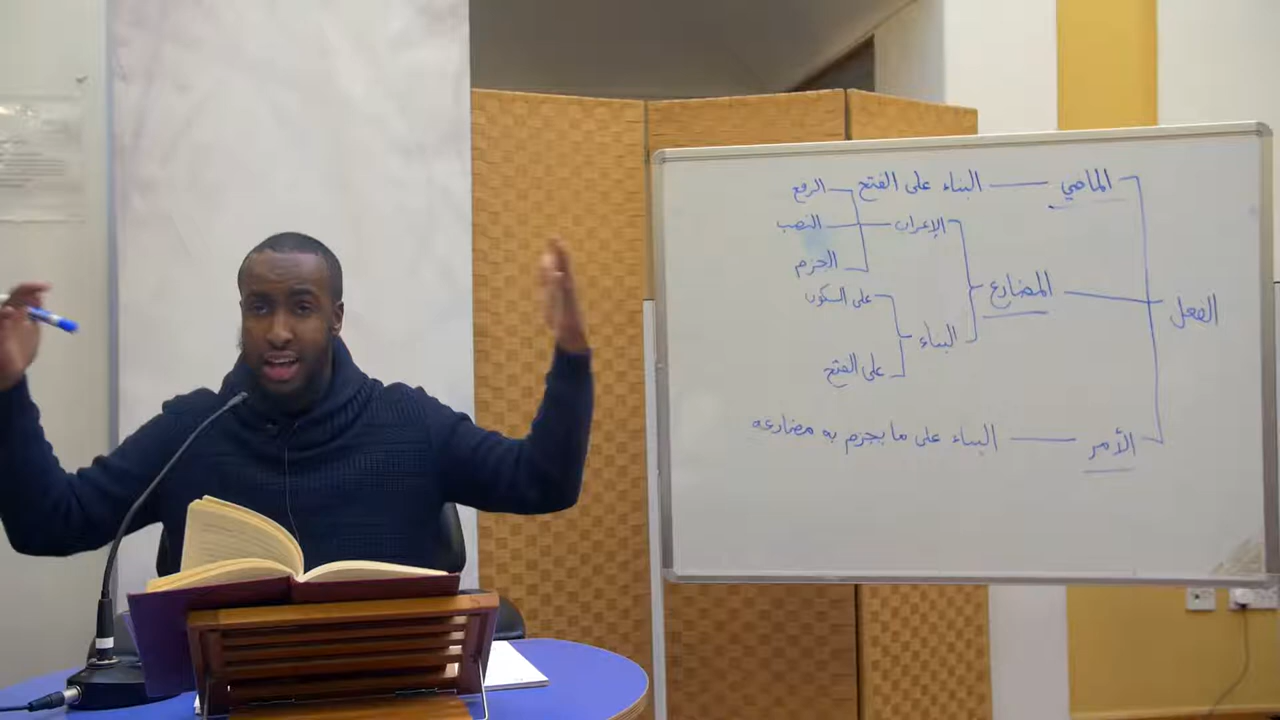 الفعل
الماضي — البناء على الفتح
المضارع
الإعراب
الرفع
النصب
الجزم
البناء
على السكون
على الفتح
الأمر — البناء على ما يجزم به مضارعه